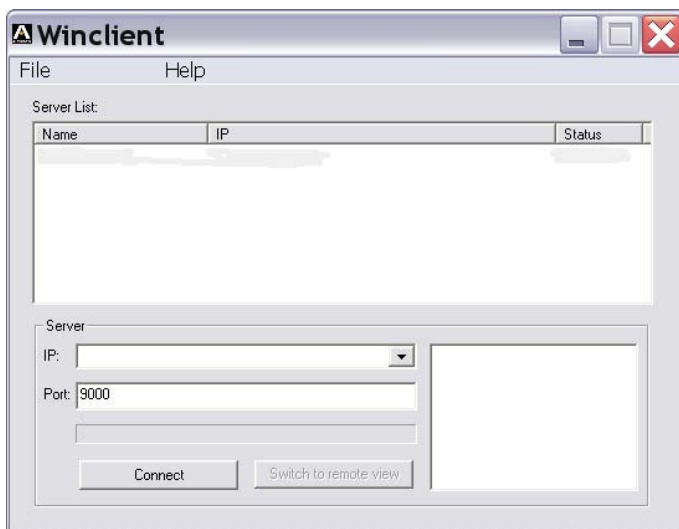 Winclient
File Help
Server List:
Name IP Status
Server
IP:
Port: 9000
Connect Switch to remote view